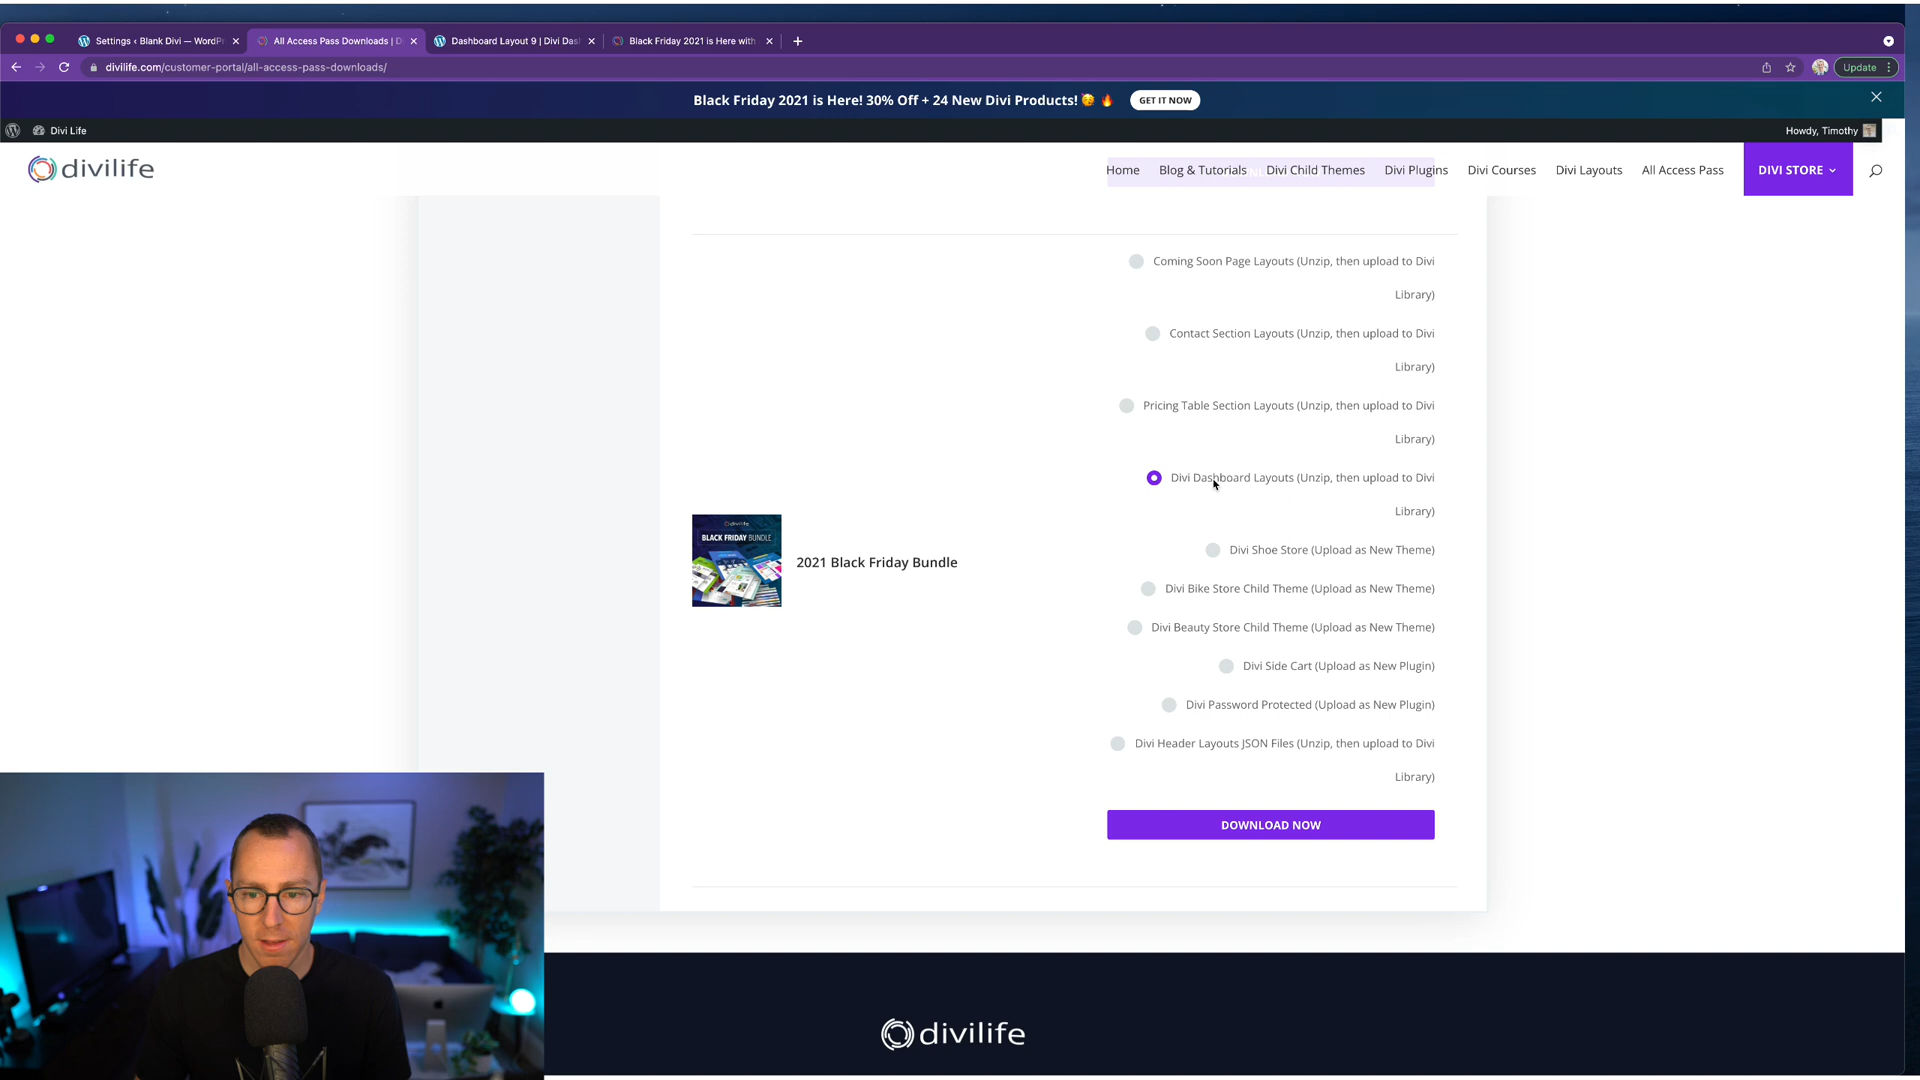 Settings ‹ Blank Divi — WordP
All Access Pass Downloads | D
Dashboard Layout 9 | Divi Das
Black Friday 2021 is Here with
divilife.com/customer-portal/all-access-pass-downloads/
Update
Black Friday 2021 is Here! 30% Off + 24 New Divi Products! 🥳 🔥
GET IT NOW
Divi Life
Howdy, Timothy
divilife
Home
Blog & Tutorials
Divi Child Themes
Divi Plugins
Divi Courses
Divi Layouts
All Access Pass
DIVI STORE
Coming Soon Page Layouts (Unzip, then upload to Divi
Library)
Contact Section Layouts (Unzip, then upload to Divi
Library)
Pricing Table Section Layouts (Unzip, then upload to Divi
Library)
Divi Dashboard Layouts (Unzip, then upload to Divi
Library)
divilife
BLACK FRIDAY BUNDLE
2021 Black Friday Bundle
Divi Shoe Store (Upload as New Theme)
Divi Bike Store Child Theme (Upload as New Theme)
Divi Beauty Store Child Theme (Upload as New Theme)
Divi Side Cart (Upload as New Plugin)
Divi Password Protected (Upload as New Plugin)
Divi Header Layouts JSON Files (Unzip, then upload to Divi
Library)
DOWNLOAD NOW
divilife